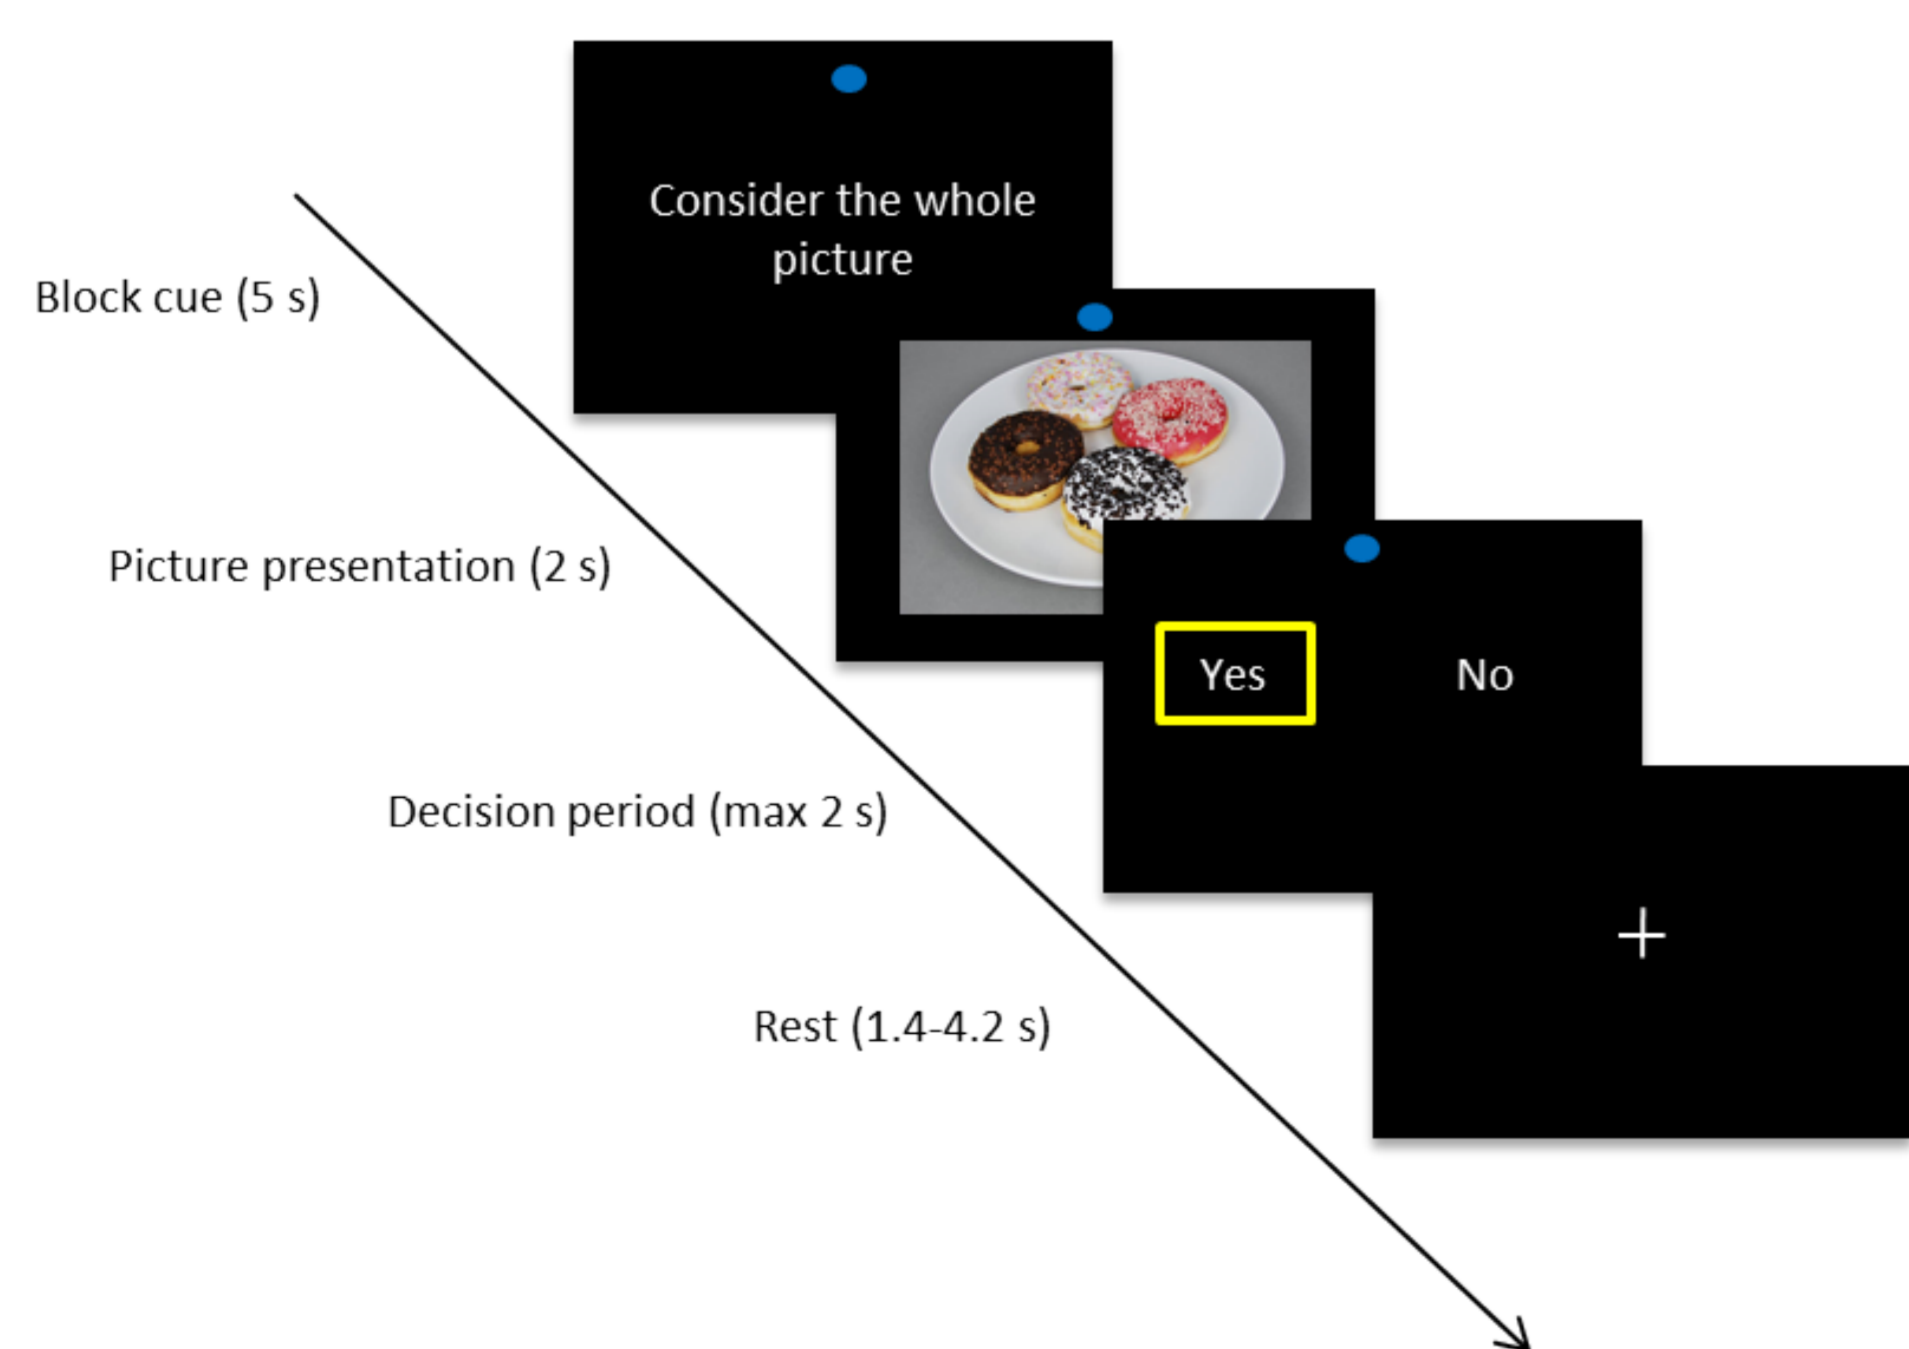 Consider the whole
picture
Block cue (5 s)
Picture presentation (2 s)
Yes
No
Decision period (max 2 s)
Rest (1.4-4.2 s)